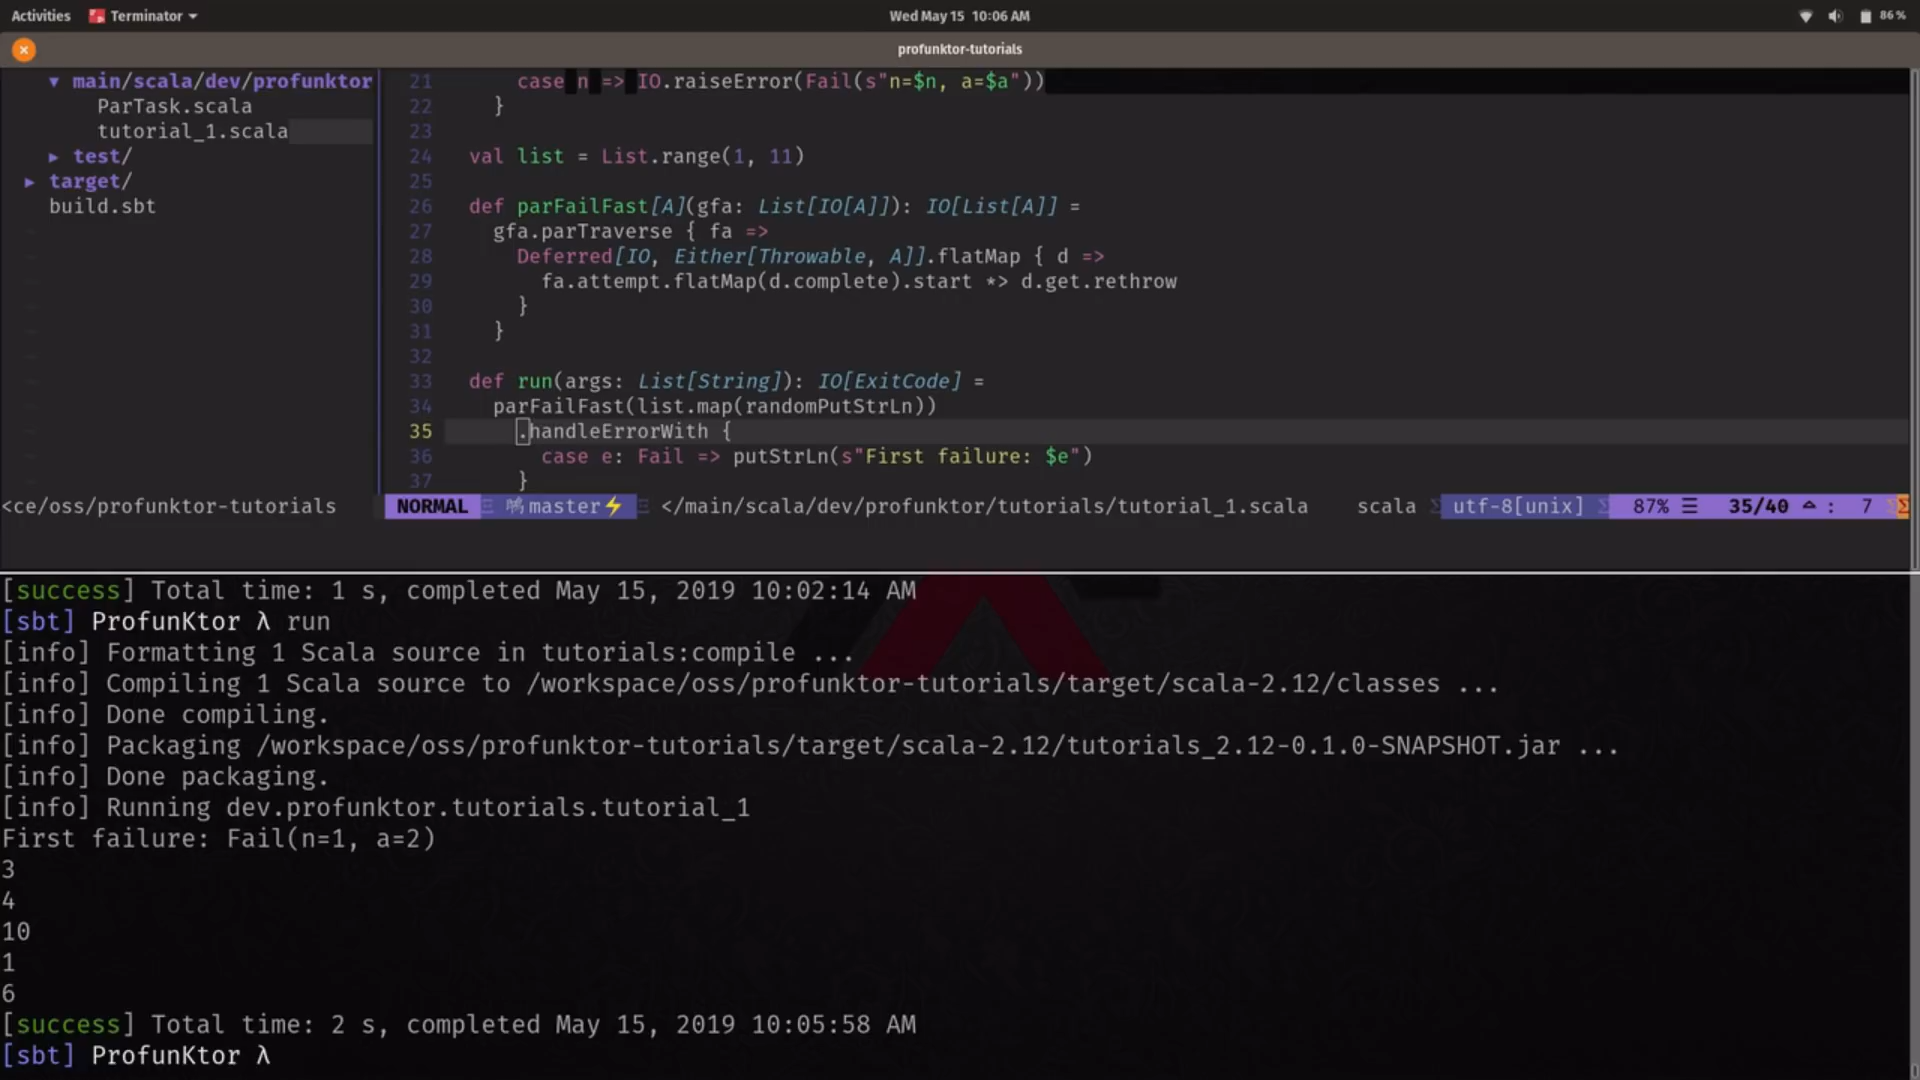 Activities Terminator Wed May 15 10:06 AM 86%
profunktor-tutorials
▼ main/scala/dev/profunktor
ParTask.scala
tutorial_1.scala
▶ test/
▶ target/
build.sbt
21 case n => IO.raiseError(Fail(s"n=$n, a=$a"))
22 }
23
24 val list = List.range(1, 11)
25
26 def parFailFast[A](gfa: List[IO[A]]): IO[List[A]] =
27 gfa.parTraverse { fa =>
28 Deferred[IO, Either[Throwable, A]].flatMap { d =>
29 fa.attempt.flatMap(d.complete).start *> d.get.rethrow
30 }
31 }
32
33 def run(args: List[String]): IO[ExitCode] =
34 parFailFast(list.map(randomPutStrLn))
35 .handleErrorWith {
36 case e: Fail => putStrLn(s"First failure: $e")
37 }
<ce/oss/profunktor-tutorials NORMAL master⚡ </main/scala/dev/profunktor/tutorials/tutorial_1.scala scala utf-8[unix] 87% ☰ 35/40 : 7
[success] Total time: 1 s, completed May 15, 2019 10:02:14 AM
[sbt] ProfunKtor λ run
[info] Formatting 1 Scala source in tutorials:compile ...
[info] Compiling 1 Scala source to /workspace/oss/profunktor-tutorials/target/scala-2.12/classes ...
[info] Done compiling.
[info] Packaging /workspace/oss/profunktor-tutorials/target/scala-2.12/tutorials_2.12-0.1.0-SNAPSHOT.jar ...
[info] Done packaging.
[info] Running dev.profunktor.tutorials.tutorial_1
First failure: Fail(n=1, a=2)
3
4
10
1
6
[success] Total time: 2 s, completed May 15, 2019 10:05:58 AM
[sbt] ProfunKtor λ